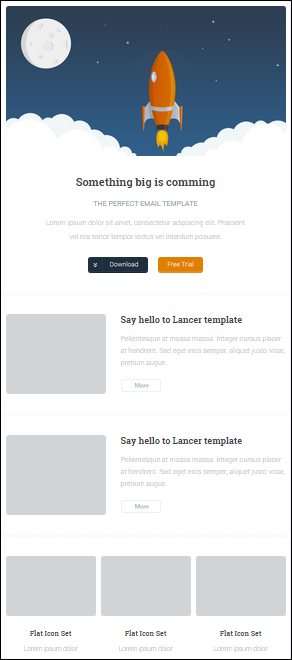 Something big is comming
THE PERFECT EMAIL TEMPLATE
Lorem ipsum dolor sit amet, consectetur adipiscing elit. Praesent
vel nisi tortor tempor lectus vel interdum posuere.
Download
Free Trial
Say hello to Lancer template
Pellentesque at massa massa. Integer cursus placer
at hendrerit. Sed eget eros semper, aliquet justo vitae,
pretium augue.
More
Say hello to Lancer template
Pellentesque at massa massa. Integer cursus placer
at hendrerit. Sed eget eros semper, aliquet justo vitae,
pretium augue.
More
Flat Icon Set
Flat Icon Set
Flat Icon Set
Lorem ipsum dolor
Lorem ipsum dolor
Lorem ipsum dolor